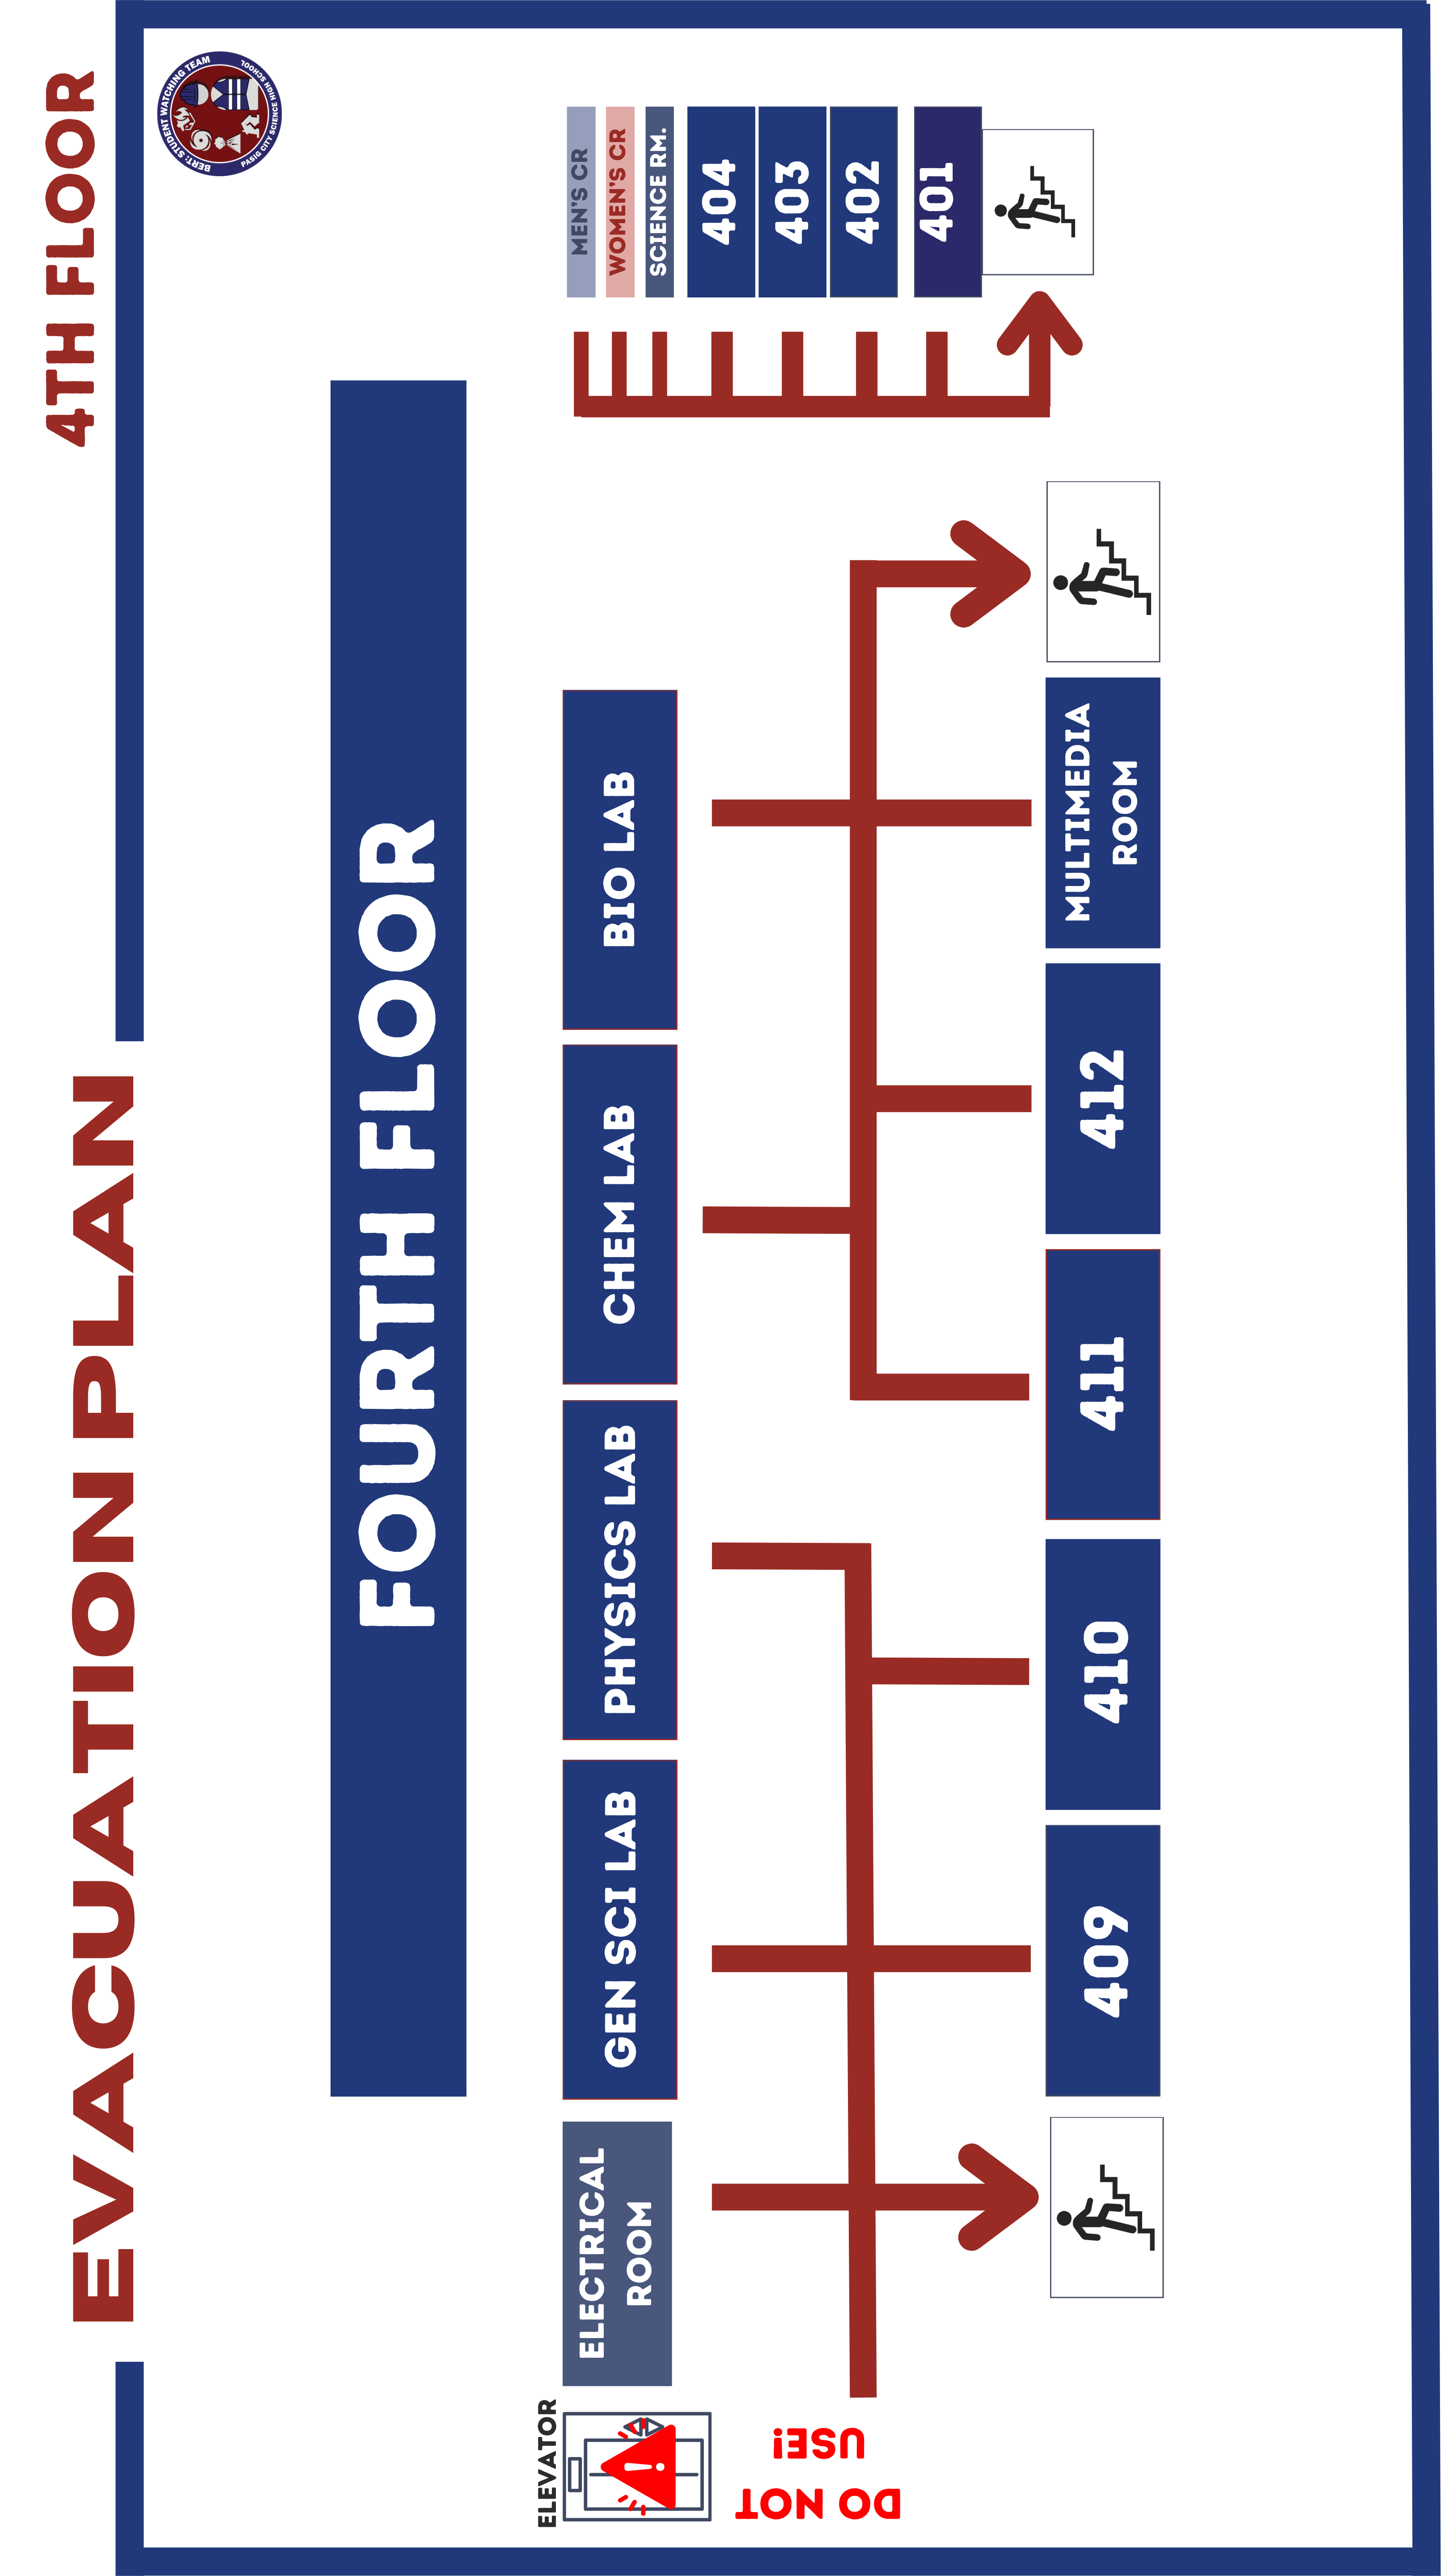 EVACUATION PLAN
4TH FLOOR
BERT: STUDENT WATCHING TEAM
PASIG CITY SCIENCE HIGH SCHOOL
FOURTH FLOOR
ELEVATOR
DO NOT
USE!
ELECTRICAL
ROOM
GEN SCI LAB
PHYSICS LAB
CHEM LAB
BIO LAB
MEN'S CR
WOMEN'S CR
SCIENCE RM.
404
403
402
401
409
410
411
412
MULTIMEDIA
ROOM